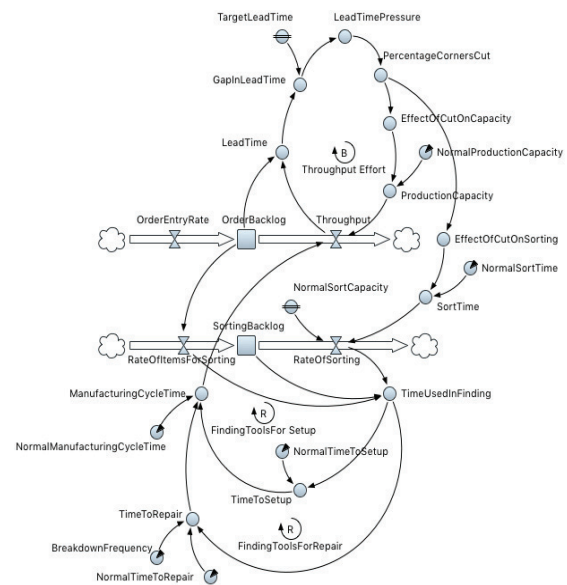 TargetLeadTime
LeadTimePressure
PercentageCornersCut
GapInLeadTime
EffectOfCutOnCapacity
LeadTime
B
NormalProductionCapacity
Throughput Effort
ProductionCapacity
OrderEntryRate
OrderBacklog
Throughput
EffectOfCutOnSorting
NormalSortTime
NormalSortCapacity
SortTime
SortingBacklog
RateOfItemsForSorting
RateOfSorting
ManufacturingCycleTime
TimeUsedInFinding
R
FindingToolsFor Setup
NormalManufacturingCycleTime
NormalTimeToSetup
TimeToSetup
TimeToRepair
R
FindingToolsForRepair
BreakdownFrequency
NormalTimeToRepair